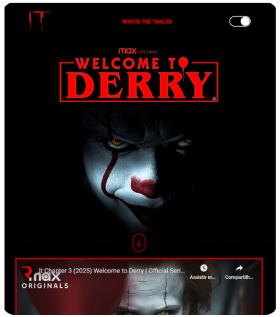 IT
WATCH THE TRAILER
max ORIGINAL
WELCOME TO
DERRY
It Chapter 3 (2025) Welcome to Derry | Official Seri...
max
ORIGINALS
Assistir m...
Compartilh...